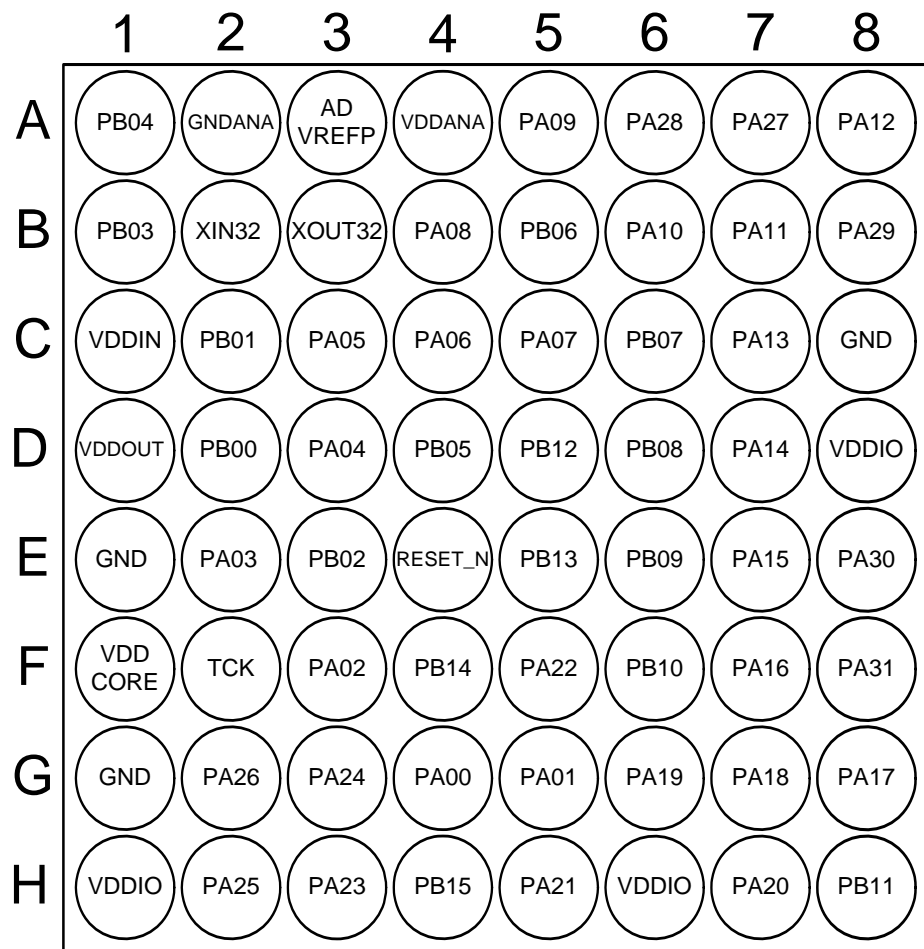 1 2 3 4 5 6 7 8
A PB04 GNDANA AD VREFP VDDANA PA09 PA28 PA27 PA12
B PB03 XIN32 XOUT32 PA08 PB06 PA10 PA11 PA29
C VDDIN PB01 PA05 PA06 PA07 PB07 PA13 GND
D VDDOUT PB00 PA04 PB05 PB12 PB08 PA14 VDDIO
E GND PA03 PB02 RESET_N PB13 PB09 PA15 PA30
F VDD CORE TCK PA02 PB14 PA22 PB10 PA16 PA31
G GND PA26 PA24 PA00 PA01 PA19 PA18 PA17
H VDDIO PA25 PA23 PB15 PA21 VDDIO PA20 PB11